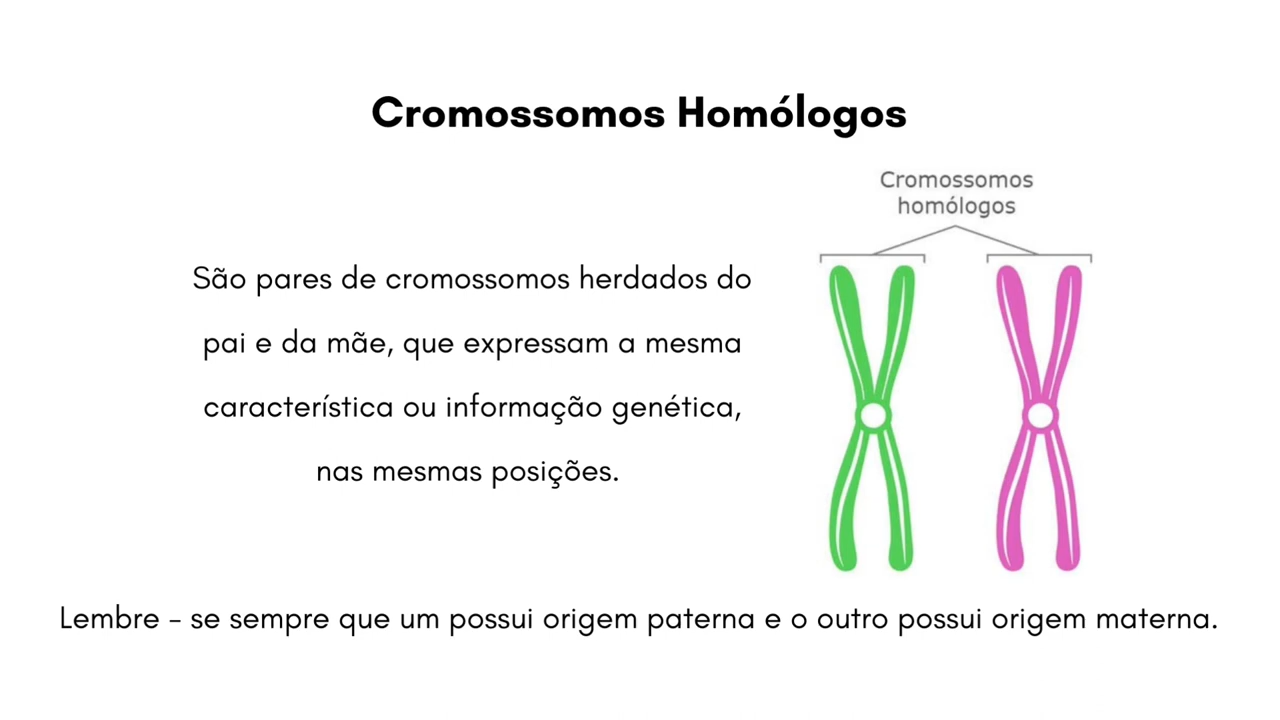 Cromossomos Homólogos
Cromossomos
homólogos
São pares de cromossomos herdados do
pai e da mãe, que expressam a mesma
característica ou informação genética,
nas mesmas posições.
Lembre - se sempre que um possui origem paterna e o outro possui origem materna.